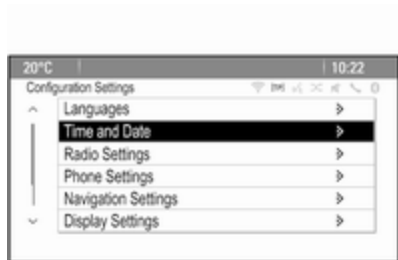 20°C 10:22
Configuration Settings
Languages
Time and Date
Radio Settings
Phone Settings
Navigation Settings
Display Settings